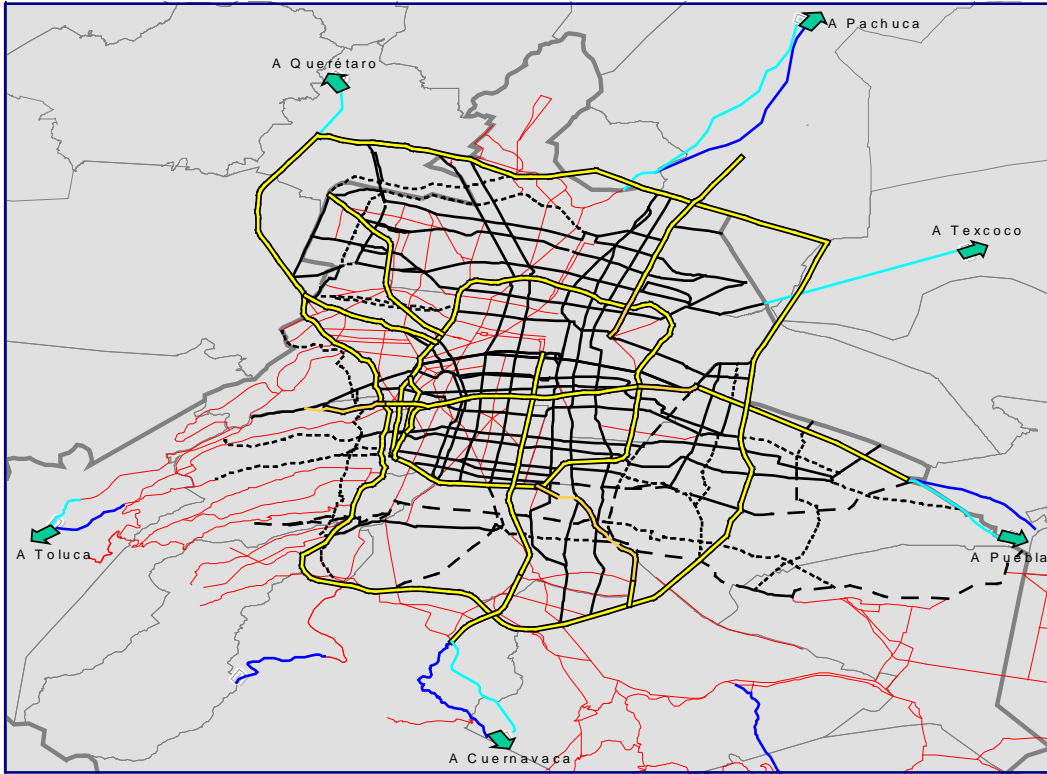 A Pachuca
A Querétaro
A Texcoco
A Toluca
A Puebla
A Cuernavaca